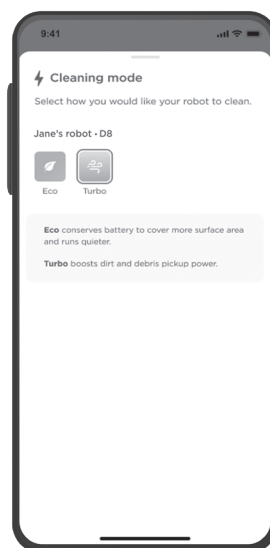 9:41
Cleaning mode
Select how you would like your robot to clean.
Jane's robot • D8
Eco
Turbo
Eco conserves battery to cover more surface area
and runs quieter.
Turbo boosts dirt and debris pickup power.